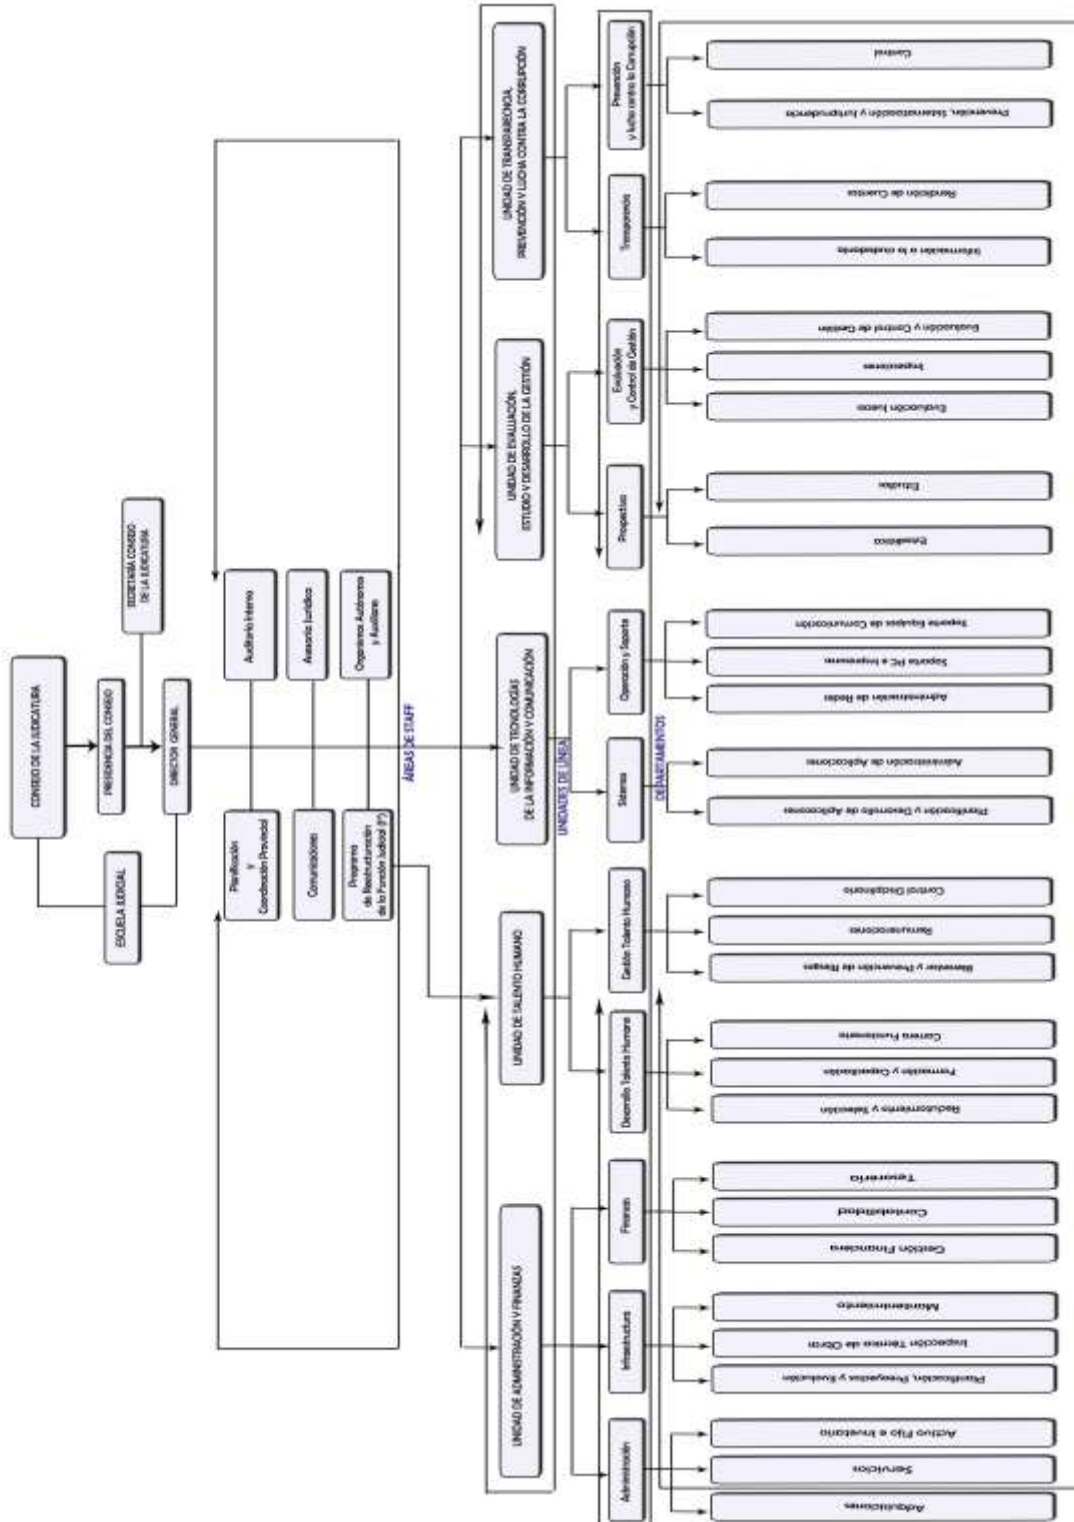 CONSEJO DE LA JUDICATURA
PRESIDENCIA DEL CONSEJO
SECRETARÍA CONSEJO
DE LA JUDICATURA
ESCUELA JUDICIAL
DIRECTOR GENERAL
Planificación
y
Coordinación Provincial
Auditoría Interna
Comunicaciones
Asesoría Jurídica
Programa
de Reestructuración
de la Función Judicial (1*)
Organismos Autónomos
y Auxiliares
ÁREAS DE STAFF
UNIDAD DE ADMINISTRACIÓN Y FINANZAS
UNIDAD DE TALENTO HUMANO
UNIDAD DE TECNOLOGÍAS
DE LA INFORMACIÓN Y COMUNICACIÓN
UNIDAD DE EVALUACIÓN,
ESTUDIO Y DESARROLLO DE LA GESTIÓN
UNIDAD DE TRANSPARENCIA,
PREVENCIÓN Y LUCHA CONTRA LA CORRUPCIÓN
UNIDADES DE LÍNEA
Administración
Infraestructura
Finanzas
Desarrollo Talento Humano
Gestión Talento Humano
Sistemas
Operación y Soporte
Prospectiva
Evaluación
y Control de Gestión
Transparencia
Prevención
y lucha contra la Corrupción
DEPARTAMENTOS
Adquisiciones
Servicios
Activo Fijo e Inventario
Planificación, Proyectos y Evolución
Inspección Técnica de Obras
Mantenimiento
Gestión Financiera
Contabilidad
Tesorería
Reclutamiento y Selección
Formación y Capacitación
Carrera Funcionaria
Bienestar y Prevención de Riesgos
Remuneraciones
Control Disciplinario
Planificación y Desarrollo de Aplicaciones
Administración de Aplicaciones
Administración de Redes
Soporte PC e Impresoras
Soporte Equipos de Comunicación
Estadística
Estudios
Evaluación Jueces
Inspecciones
Evaluación y Control de Gestión
Información a la ciudadanía
Rendición de Cuentas
Prevención, Sistematización y Jurisprudencia
Control